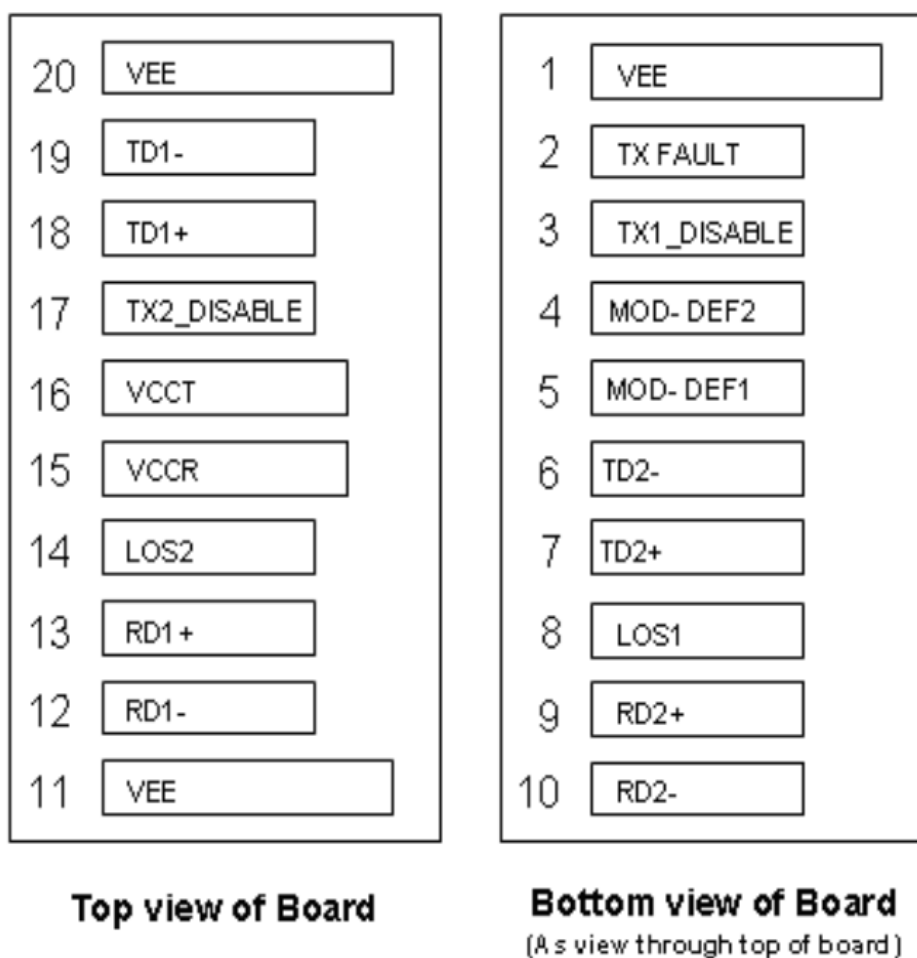 20 VEE
19 TD1-
18 TD1+
17 TX2_DISABLE
16 VCCT
15 VCCR
14 LOS2
13 RD1+
12 RD1-
11 VEE
Top view of Board
1 VEE
2 TX FAULT
3 TX1_DISABLE
4 MOD- DEF2
5 MOD- DEF1
6 TD2-
7 TD2+
8 LOS1
9 RD2+
10 RD2-
Bottom view of Board
(As view through top of board)